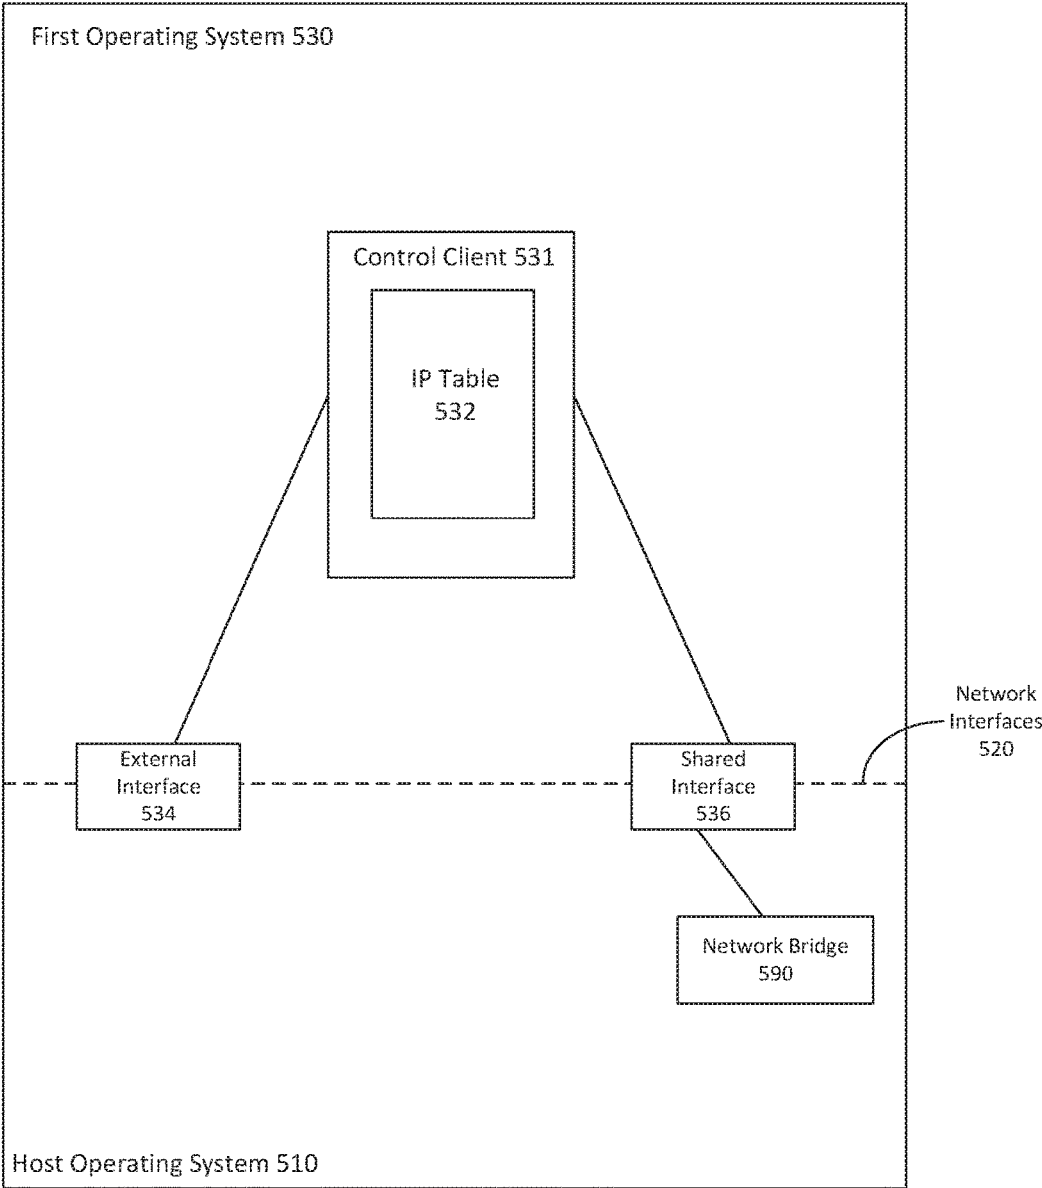 First Operating System 530
Control Client 531
IP Table
532
Network
Interfaces
520
External
Interface
534
Shared
Interface
536
Network Bridge
590
Host Operating System 510